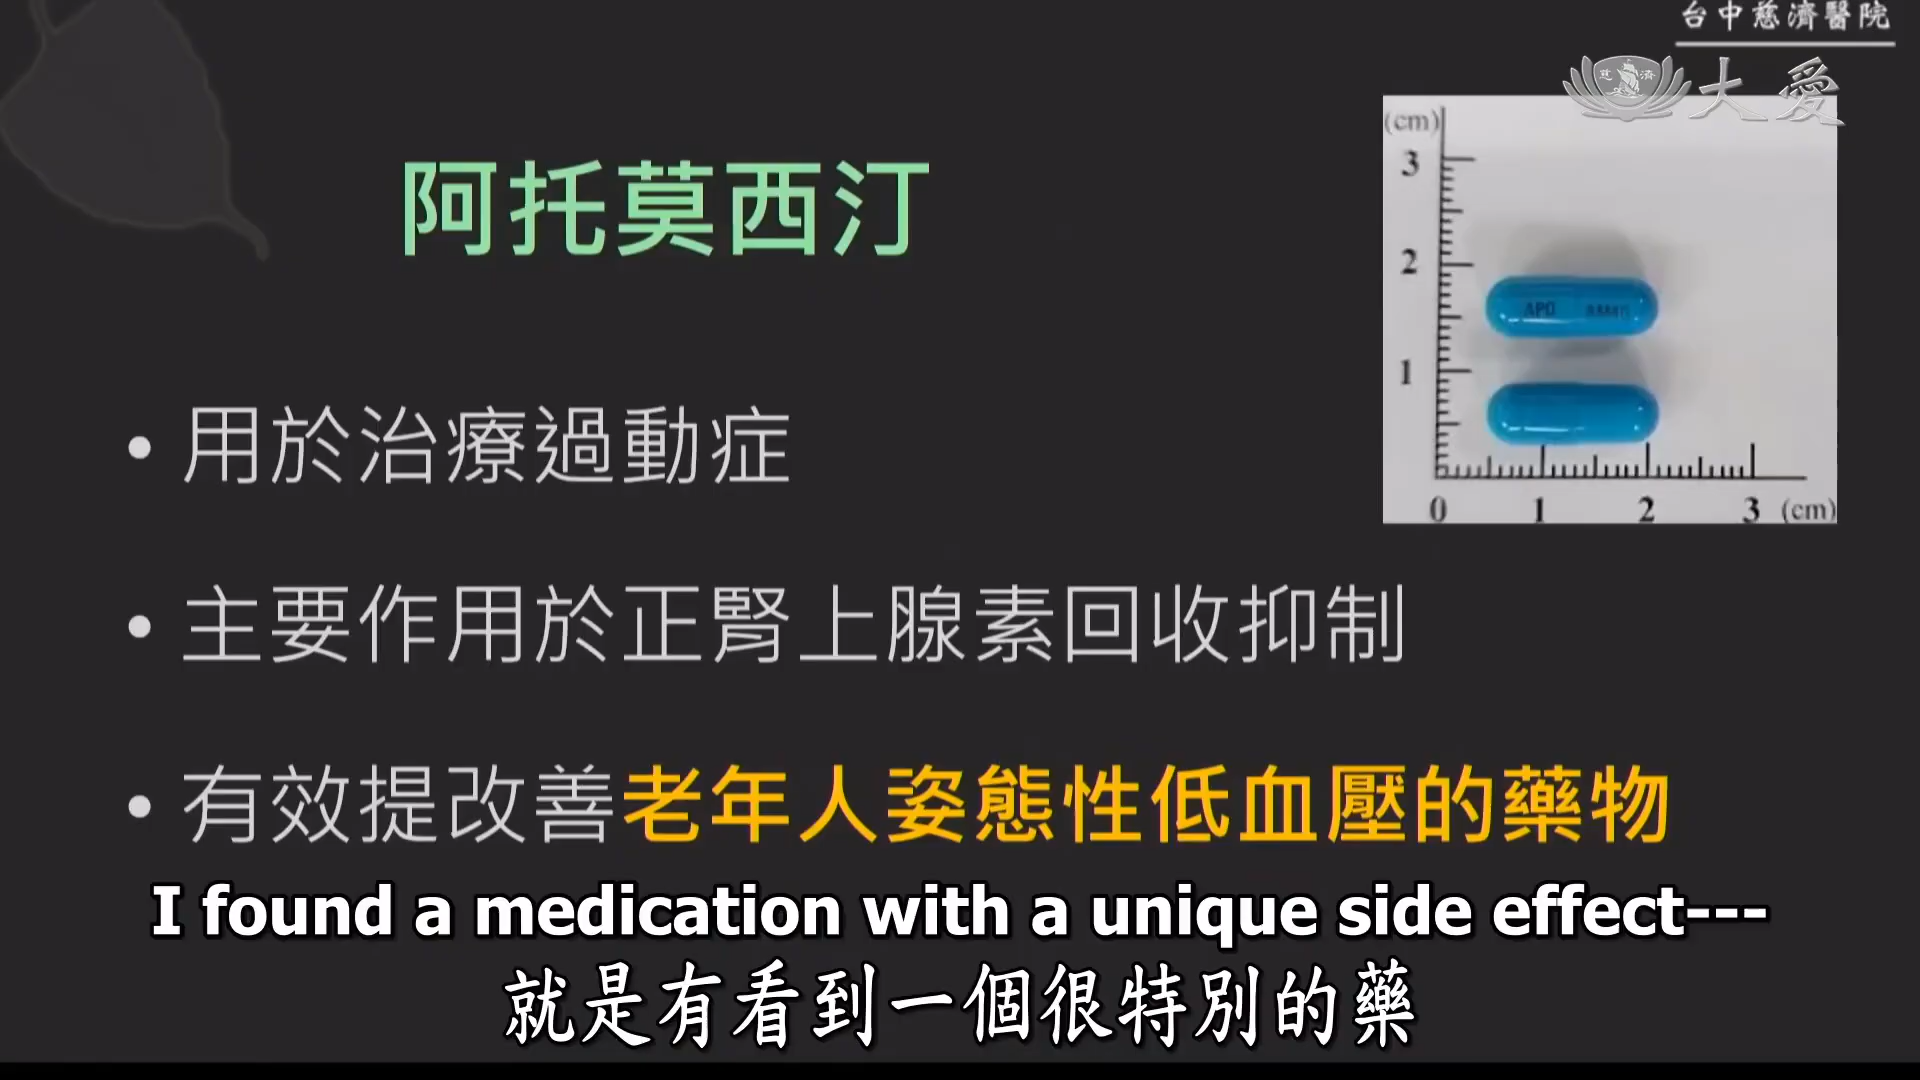 台中慈濟醫院
慈濟
大愛
阿托莫西汀
(cm)
3
2
1
0 1 2 3 (cm)
APO
• 用於治療過動症
• 主要作用於正腎上腺素回收抑制
• 有效提改善老年人姿態性低血壓的藥物
I found a medication with a unique side effect---
就是有看到一個很特別的藥